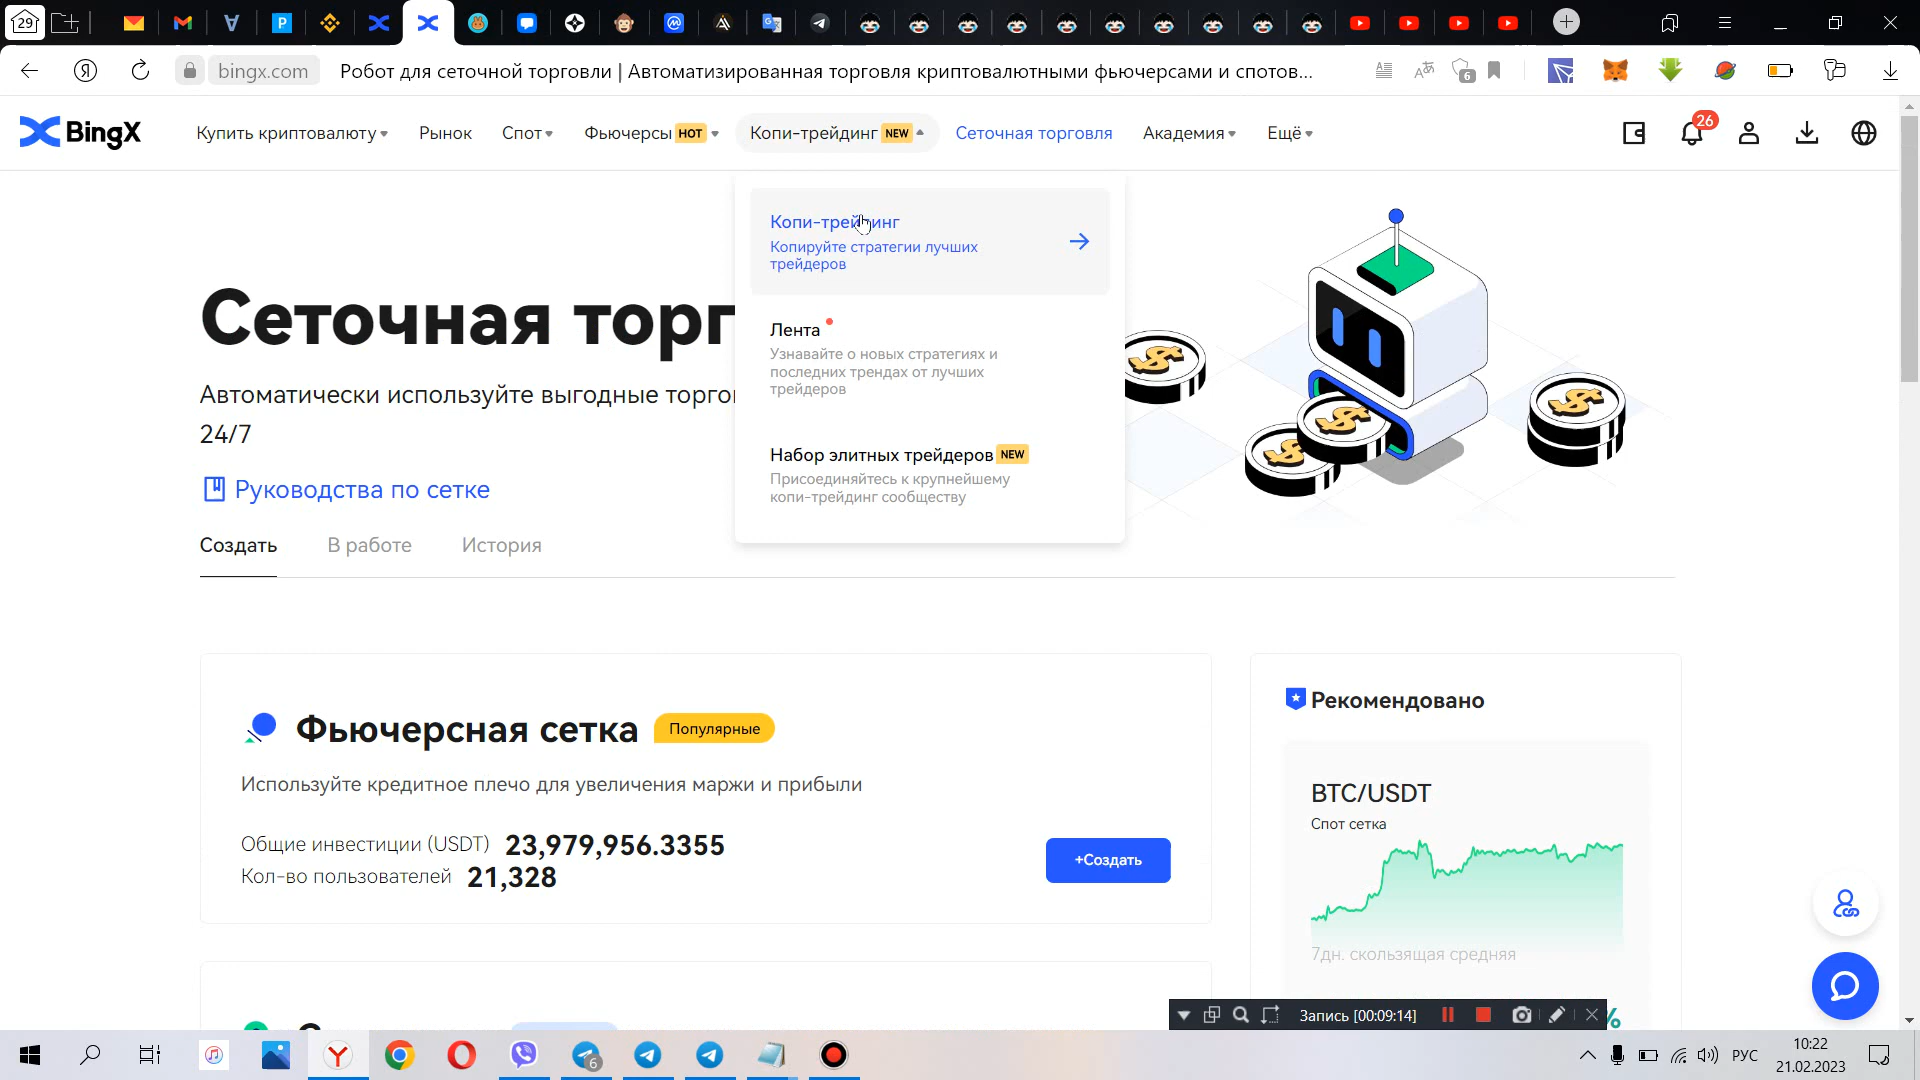 29
bingx.com
Робот для сеточной торговли | Автоматизированная торговля криптовалютными фьючерсами и спотов...
6
BingX
Купить криптовалюту
Рынок
Спот
Фьючерсы HOT
Копи-трейдинг NEW
Сеточная торговля
Академия
Ещё
26
Копи-трейдинг
Копируйте стратегии лучших
трейдеров
Лента
Узнавайте о новых стратегиях и
последних трендах от лучших
трейдеров
Набор элитных трейдеров NEW
Присоединяйтесь к крупнейшему
копи-трейдинг сообществу
Сеточная торг
Автоматически используйте выгодные торго
24/7
Руководства по сетке
Создать
В работе
История
Фьючерсная сетка
Популярные
Используйте кредитное плечо для увеличения маржи и прибыли
Общие инвестиции (USDT) 23,979,956.3355
Кол-во пользователей 21,328
+Создать
Рекомендовано
BTC/USDT
Спот сетка
7дн. скользящая средняя
%
Запись [00:09:14]
6
РУС
10:22
21.02.2023